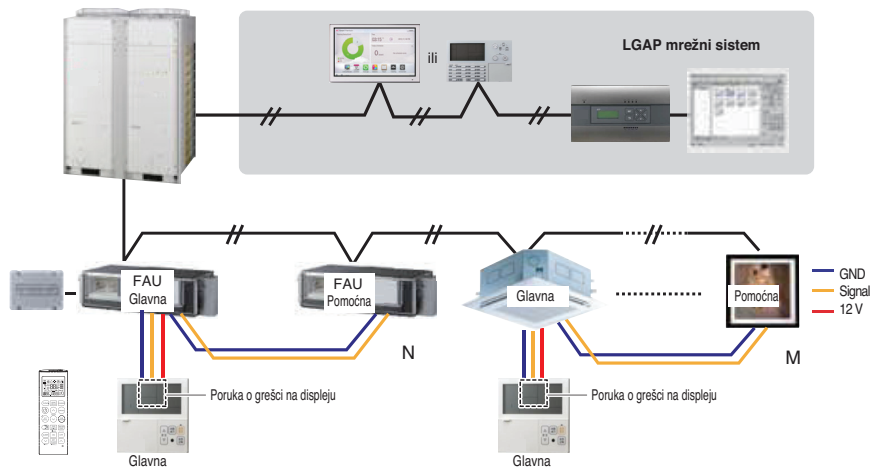 LGAP mrežni sistem
ili
FAU
Glavna
FAU
Pomoćna
Glavna
Pomoćna
GND
Signal
12 V
N
M
Poruka o grešci na displeju
Poruka o grešci na displeju
Glavna
Glavna